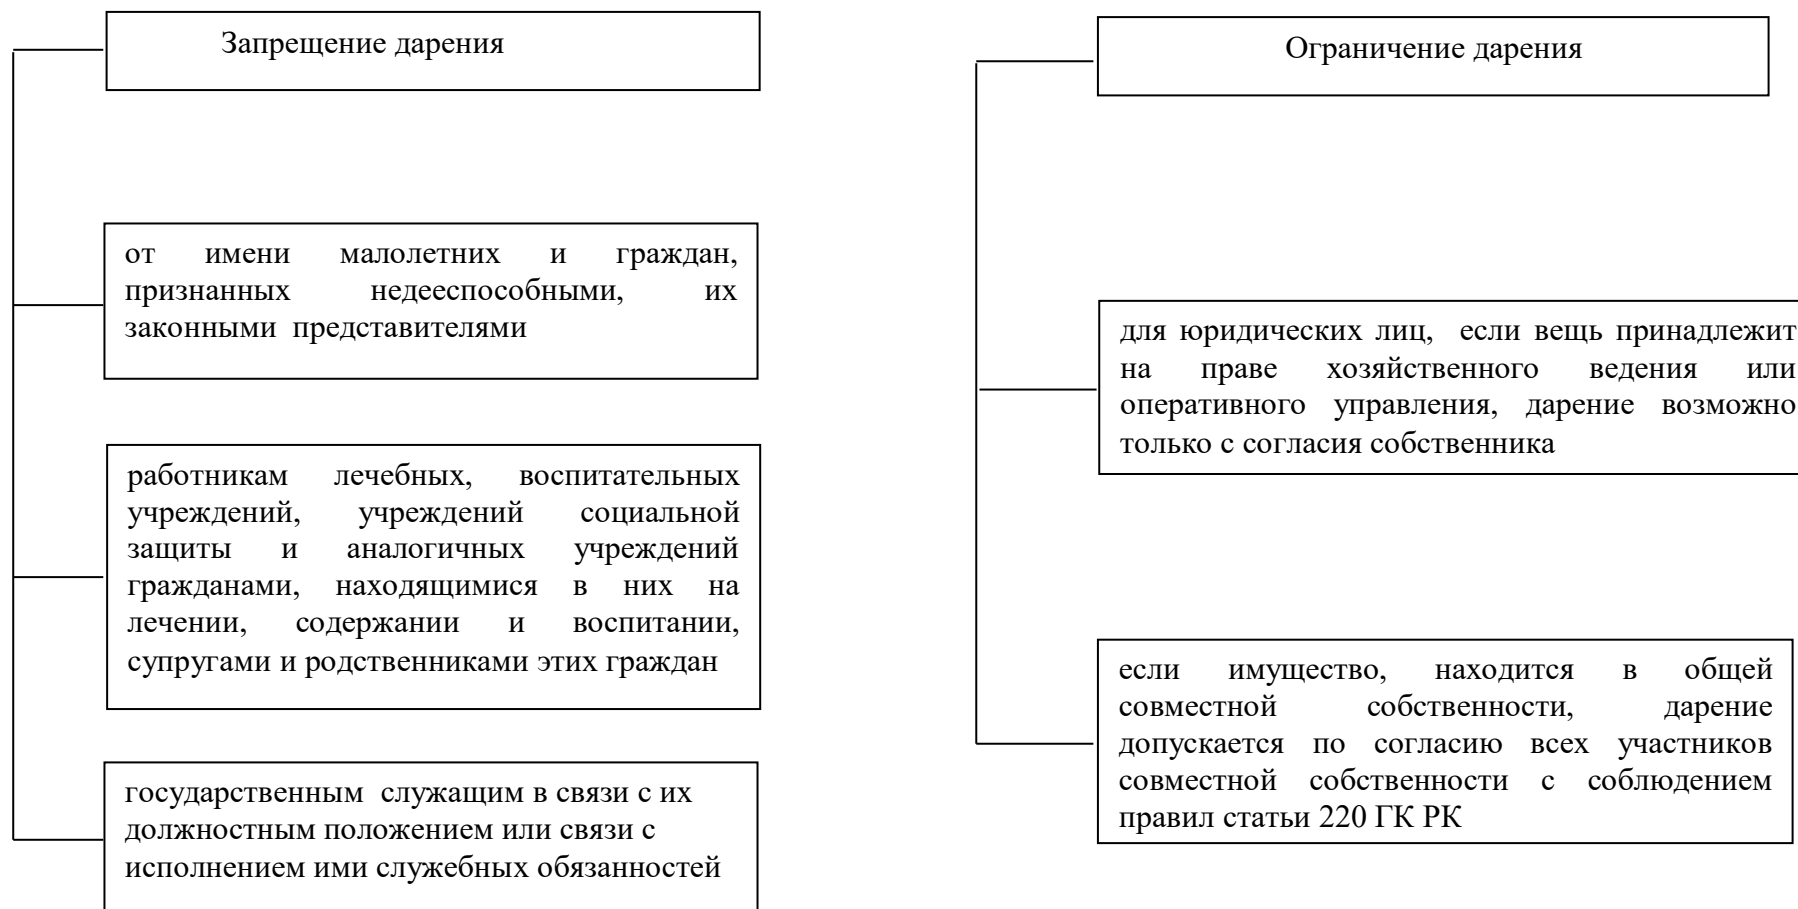 Запрещение дарения
от имени малолетних и граждан,
признанных недееспособными, их
законными представителями
работникам лечебных, воспитательных
учреждений, учреждений социальной
защиты и аналогичных учреждений
гражданами, находящимися в них на
лечении, содержании и воспитании,
супругами и родственниками этих граждан
государственным служащим в связи с их
должностным положением или связи с
исполнением ими служебных обязанностей
Ограничение дарения
для юридических лиц, если вещь принадлежит
на праве хозяйственного ведения или
оперативного управления, дарение возможно
только с согласия собственника
если имущество, находится в общей
совместной собственности, дарение
допускается по согласию всех участников
совместной собственности с соблюдением
правил статьи 220 ГК РК